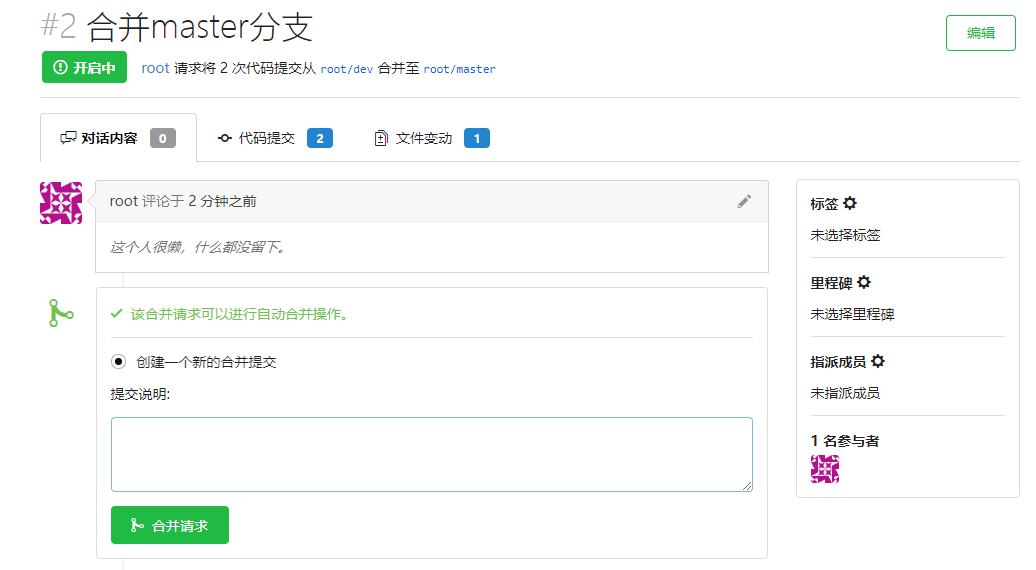 #2 合并master分支
编辑
开启中 root 请求将 2 次代码提交从 root/dev 合并至 root/master
对话内容 0 代码提交 2 文件变动 1
root 评论于 2 分钟之前
这个人很懒，什么都没留下。
该合并请求可以进行自动合并操作。
创建一个新的合并提交
提交说明:
合并请求
标签
未选择标签
里程碑
未选择里程碑
指派成员
未指派成员
1 名参与者